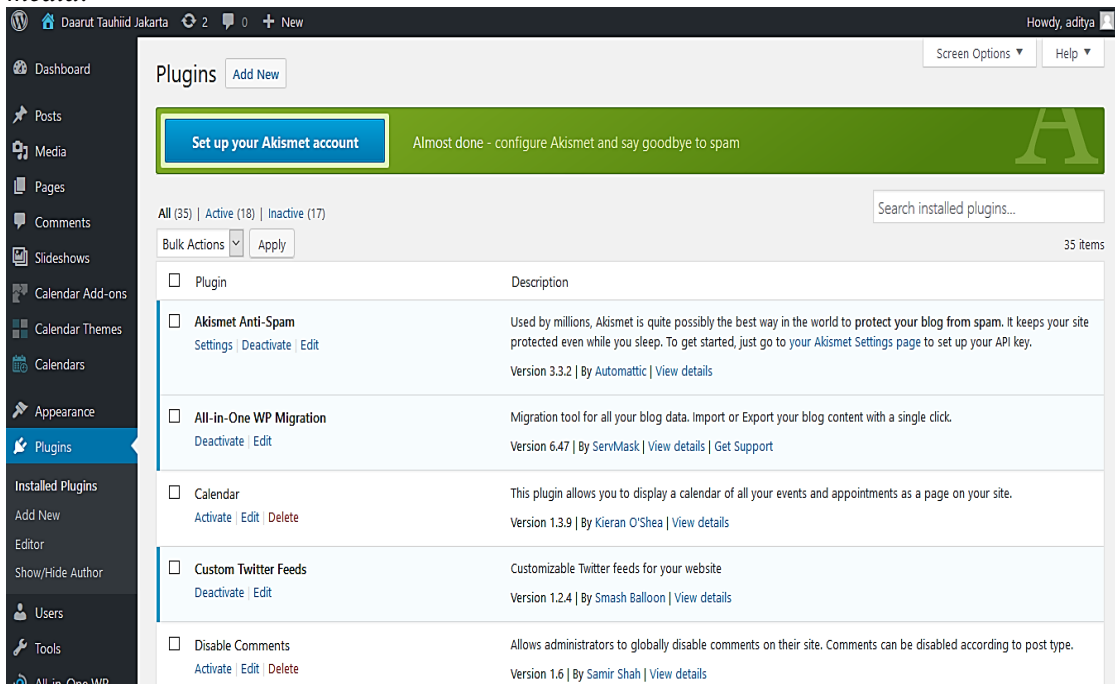 Daarut Tauhiid Jakarta 2 0 + New Howdy, aditya
Screen Options ▼ Help ▼
Dashboard
Posts
Media
Pages
Comments
Slideshows
Calendar Add-ons
Calendar Themes
Calendars
Appearance
Plugins
Installed Plugins
Add New
Editor
Show/Hide Author
Users
Tools
Plugins Add New
Set up your Akismet account Almost done - configure Akismet and say goodbye to spam
All (35) | Active (18) | Inactive (17)
Search installed plugins...
Bulk Actions Apply 35 items
Plugin Description
Akismet Anti-Spam
Settings | Deactivate | Edit
Used by millions, Akismet is quite possibly the best way in the world to protect your blog from spam. It keeps your site
protected even while you sleep. To get started, just go to your Akismet Settings page to set up your API key.
Version 3.3.2 | By Automattic | View details
All-in-One WP Migration
Deactivate | Edit
Migration tool for all your blog data. Import or Export your blog content with a single click.
Version 6.47 | By ServMask | View details | Get Support
Calendar
Activate | Edit | Delete
This plugin allows you to display a calendar of all your events and appointments as a page on your site.
Version 1.3.9 | By Kieran O'Shea | View details
Custom Twitter Feeds
Deactivate | Edit
Customizable Twitter feeds for your website
Version 1.2.4 | By Smash Balloon | View details
Disable Comments
Activate | Edit | Delete
Allows administrators to globally disable comments on their site. Comments can be disabled according to post type.
Version 1.6 | By Samir Shah | View details